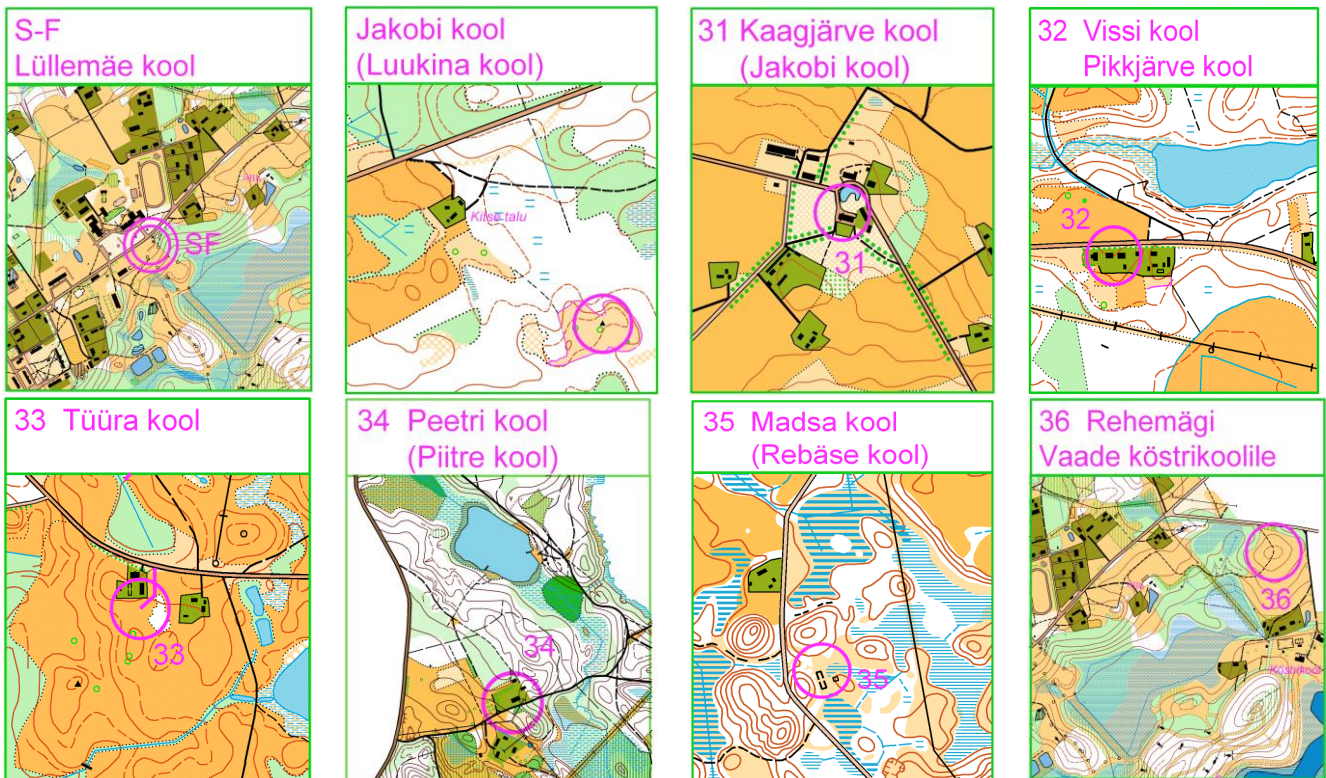 S-F
Lüllemäe kool
SF
Jakobi kool
(Luukina kool)
Kitse talu
31 Kaagjärve kool
(Jakobi kool)
31
32 Vissi kool
Pikkjärve kool
32
33 Tüüra kool
33
34 Peetri kool
(Piitre kool)
34
35 Madsa kool
(Rebäse kool)
35
36 Rehemägi
Vaade köstrikoolile
36
Köstrikool